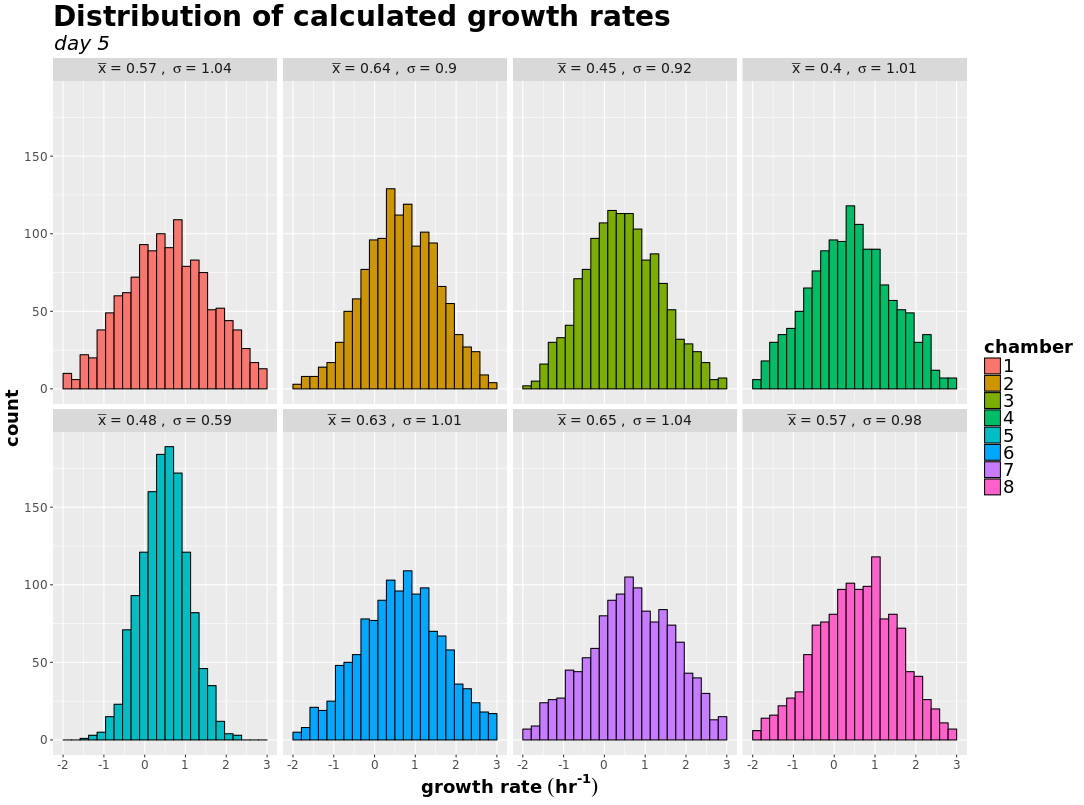 Distribution of calculated growth rates
day 5
x̅ = 0.57 , σ = 1.04
x̅ = 0.64 , σ = 0.9
x̅ = 0.45 , σ = 0.92
x̅ = 0.4 , σ = 1.01
150
100
50
0
x̅ = 0.48 , σ = 0.59
x̅ = 0.63 , σ = 1.01
x̅ = 0.65 , σ = 1.04
x̅ = 0.57 , σ = 0.98
150
100
50
0
-2 -1 0 1 2 3
-2 -1 0 1 2 3
-2 -1 0 1 2 3
-2 -1 0 1 2 3
count
growth rate (hr⁻¹)
chamber
1
2
3
4
5
6
7
8